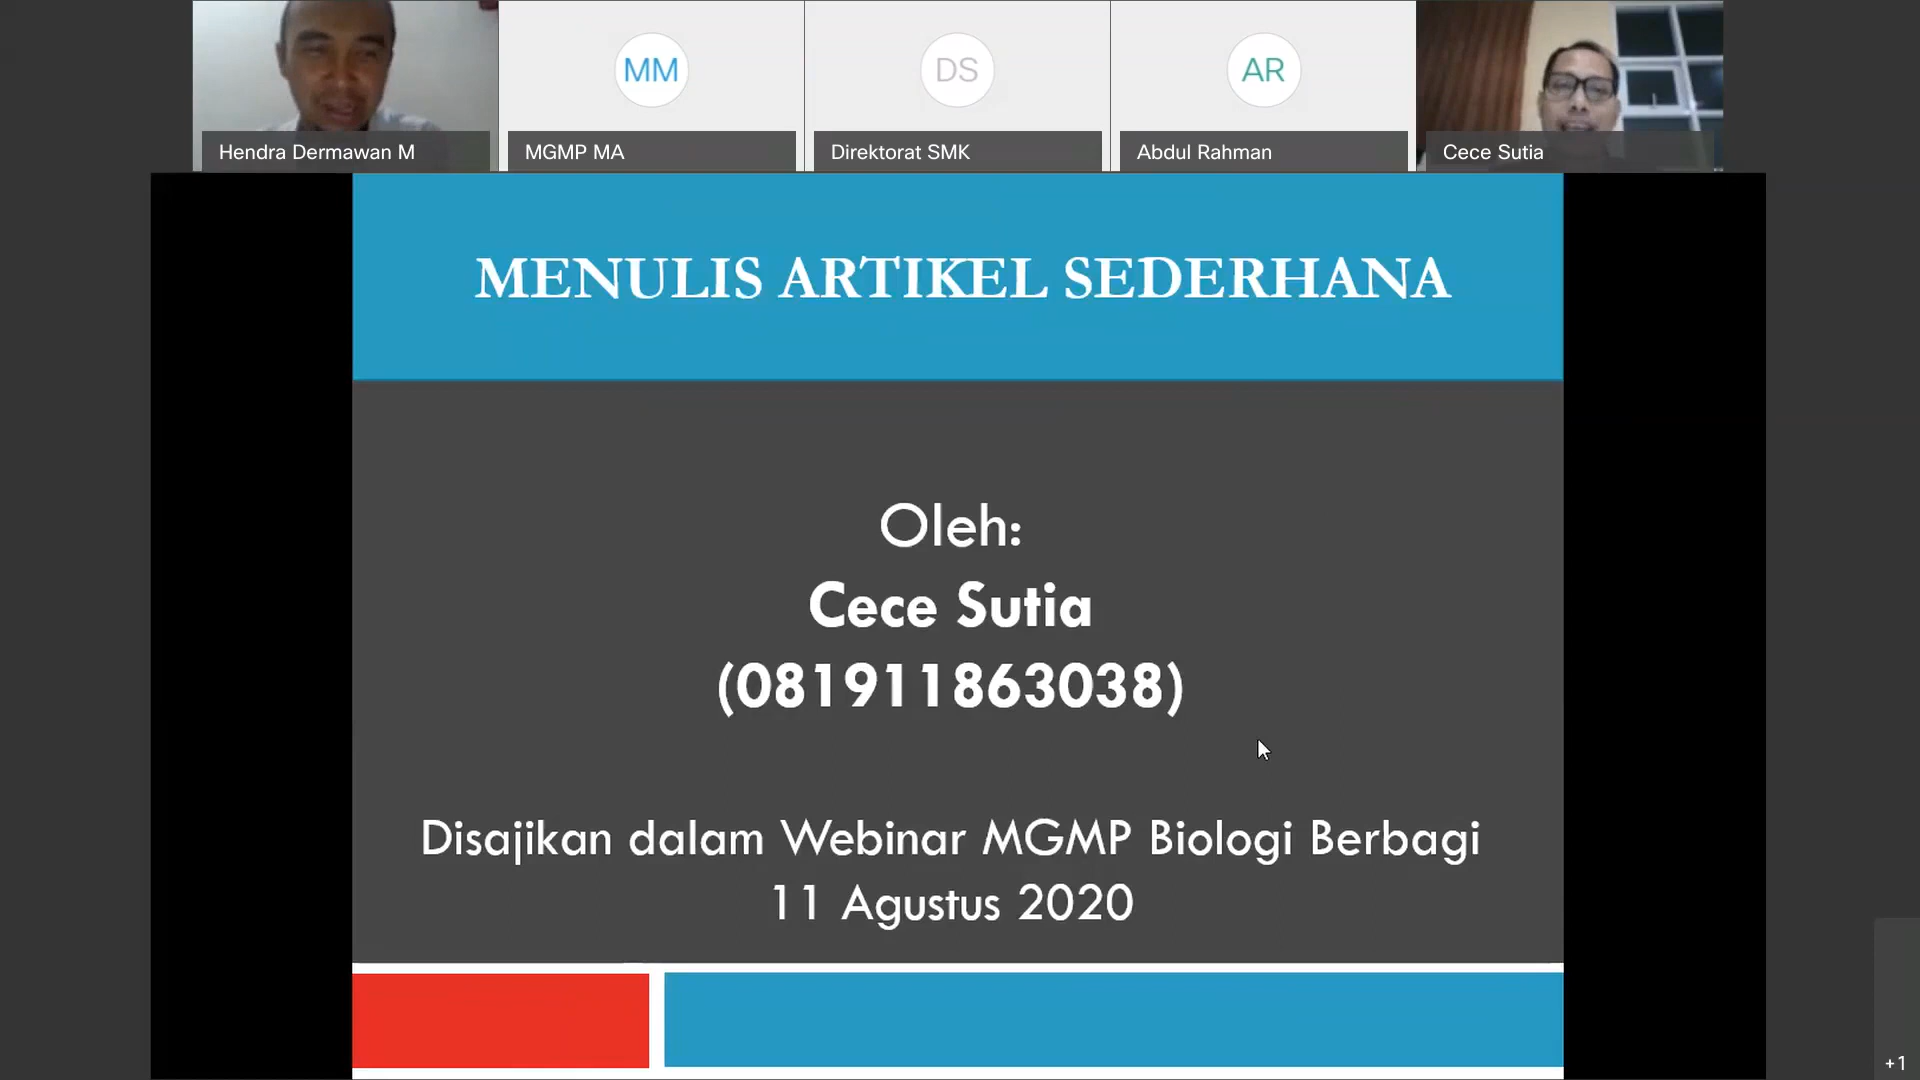 MM
DS
AR
Hendra Dermawan M
MGMP MA
Direktorat SMK
Abdul Rahman
Cece Sutia
MENULIS ARTIKEL SEDERHANA
Oleh:
Cece Sutia
(081911863038)
Disajikan dalam Webinar MGMP Biologi Berbagi
11 Agustus 2020
+1